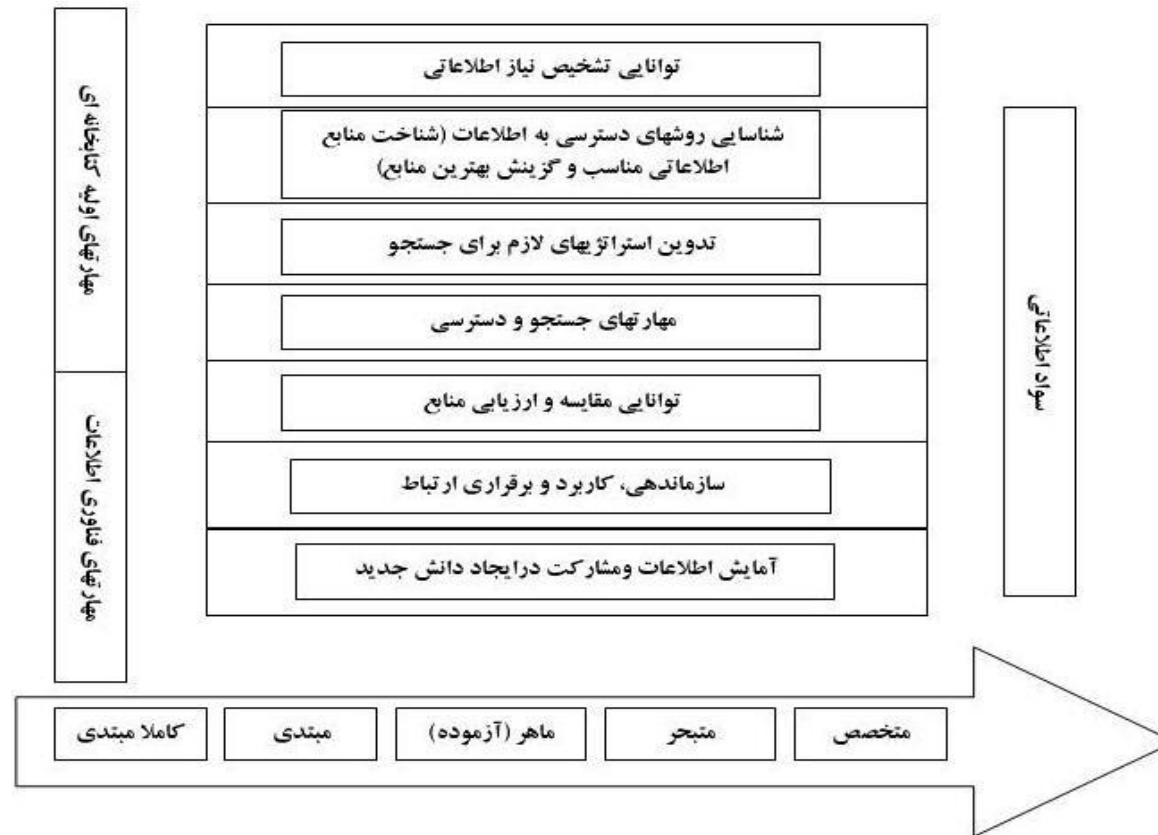 توانایی تشخیص نیاز اطلاعاتی
شناسایی روشهای دسترسی به اطلاعات (شناخت منابع
اطلاعاتی مناسب و گزینش بهترین منابع)
تدوین استراتژیهای لازم برای جستجو
مهارتهای جستجو و دسترسی
توانایی مقایسه و ارزیابی منابع
سازماندهی، کاربرد و برقراری ارتباط
آمایش اطلاعات ومشارکت درایجاد دانش جدید
سواد اطلاعاتی
مهارتهای اولیه کتابخانه ای
مهارتهای فناوری اطلاعات
کاملا مبتدی
مبتدی
ماهر (آزموده)
متبحر
متخصص